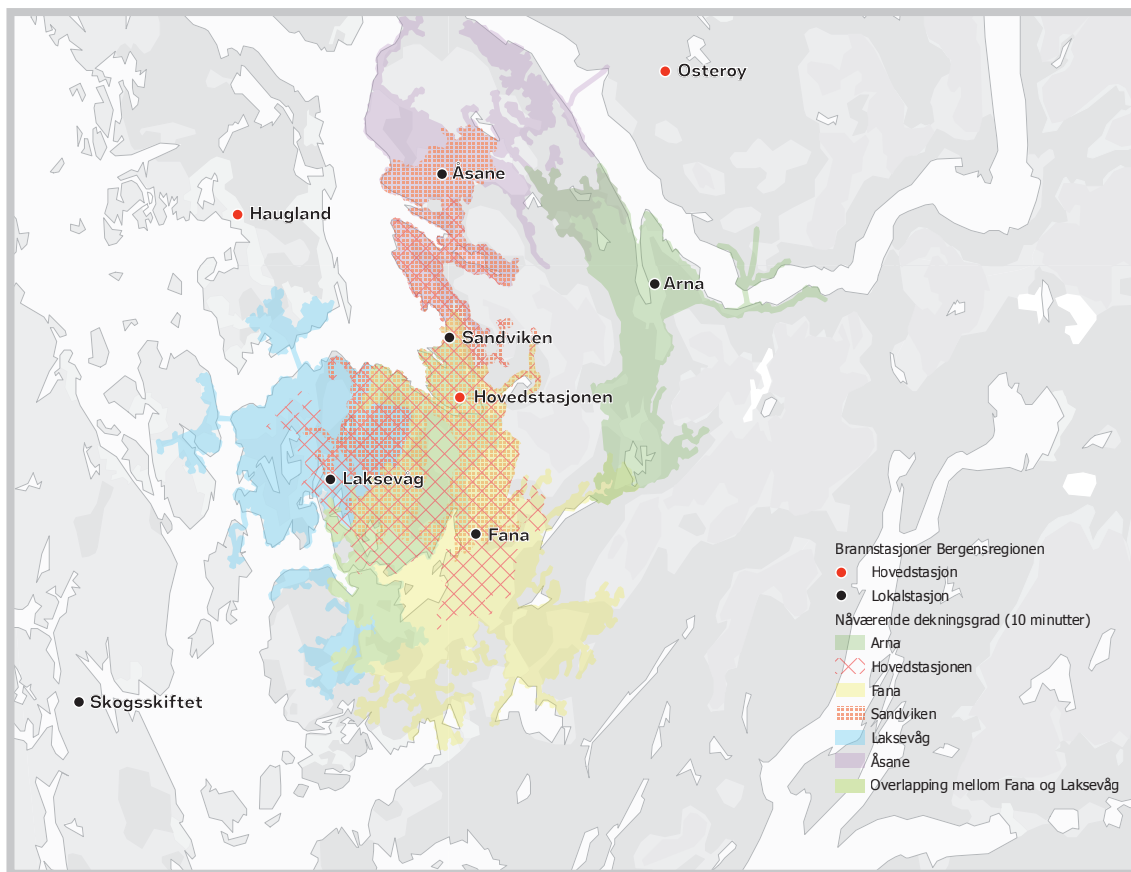 Osteroy
Åsane
Haugland
Arna
Sandviken
Hovedstasjonen
Laksevåg
Fana
Skogsskiftet
Brannstasjoner Bergensregionen
Hovedstasjon
Lokalstasjon
Nåværende dekningsgrad (10 minutter)
Arna
Hovedstasjonen
Fana
Sandviken
Laksevåg
Åsane
Overlapping mellom Fana og Laksevåg